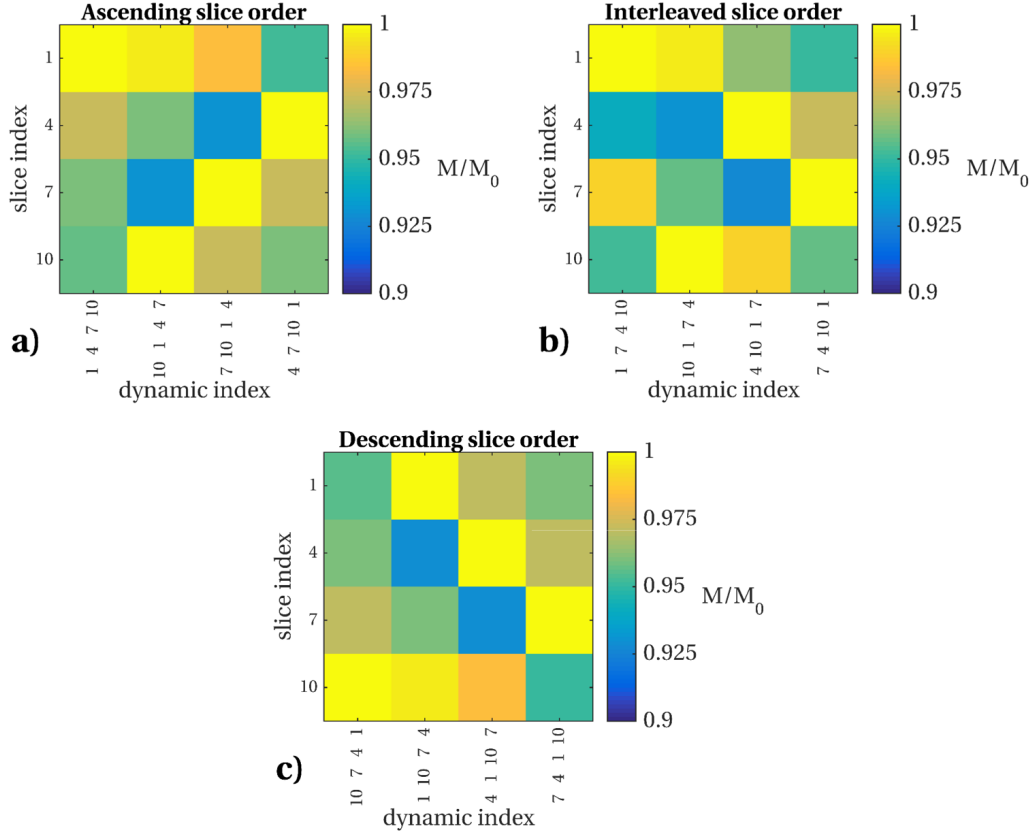 Ascending slice order
1
4
7
10
slice index
1 4 7 10
10 1 4 7
7 10 1 4
4 7 10 1
dynamic index
1
0.975
0.95
0.925
0.9
M/M0
a)
Interleaved slice order
1
4
7
10
slice index
1 7 4 10
10 1 7 4
4 10 1 7
7 4 10 1
dynamic index
1
0.975
0.95
0.925
0.9
M/M0
b)
Descending slice order
1
4
7
10
slice index
10 7 4 1
1 10 7 4
4 1 10 7
7 4 1 10
dynamic index
1
0.975
0.95
0.925
0.9
M/M0
c)